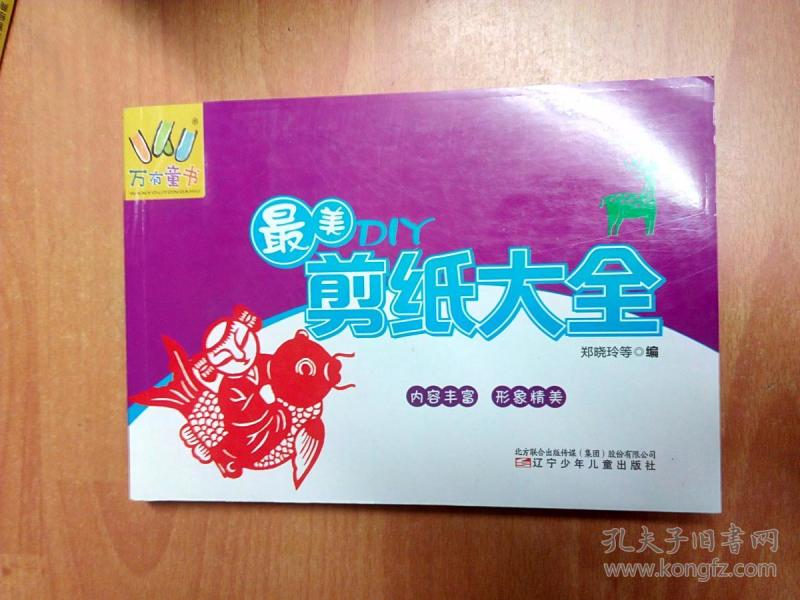 万有童书
WANYOUTONGSHU
最美DIY
剪纸大全
郑晓玲等◎编
内容丰富 形象精美
北方联合出版传媒(集团)股份有限公司
辽宁少年儿童出版社
孔夫子旧书网
www.kongfz.com